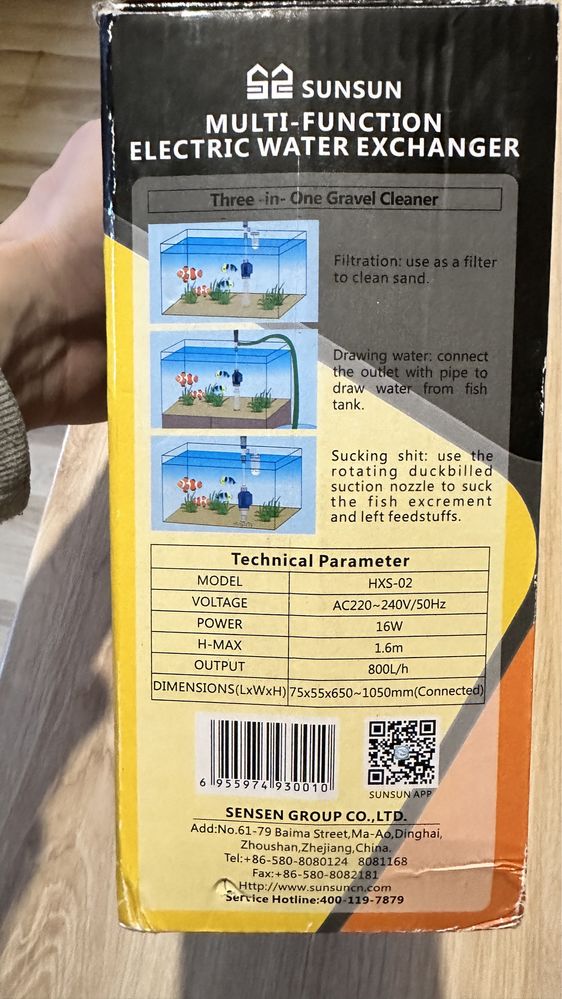 SUNSUN
MULTI-FUNCTION
ELECTRIC WATER EXCHANGER
Three -in- One Gravel Cleaner
Filtration: use as a filter
to clean sand.
Drawing water: connect
the outlet with pipe to
draw water from fish
tank.
Sucking shit: use the
rotating duckbilled
suction nozzle to suck
the fish excrement
and left feedstuffs.
Technical Parameter
MODEL HXS-02
VOLTAGE AC220~240V/50Hz
POWER 16W
H-MAX 1.6m
OUTPUT 800L/h
DIMENSIONS(LxWxH) 75x55x650~1050mm(Connected)
6 955974 930010
SUNSUN APP
SENSEN GROUP CO.,LTD.
Add:No.61-79 Baima Street,Ma-Ao,Dinghai,
Zhoushan,Zhejiang,China.
Tel:+86-580-8080124 8081168
Fax:+86-580-8082181
Http://www.sunsuncn.com
Service Hotline:400-119-7879